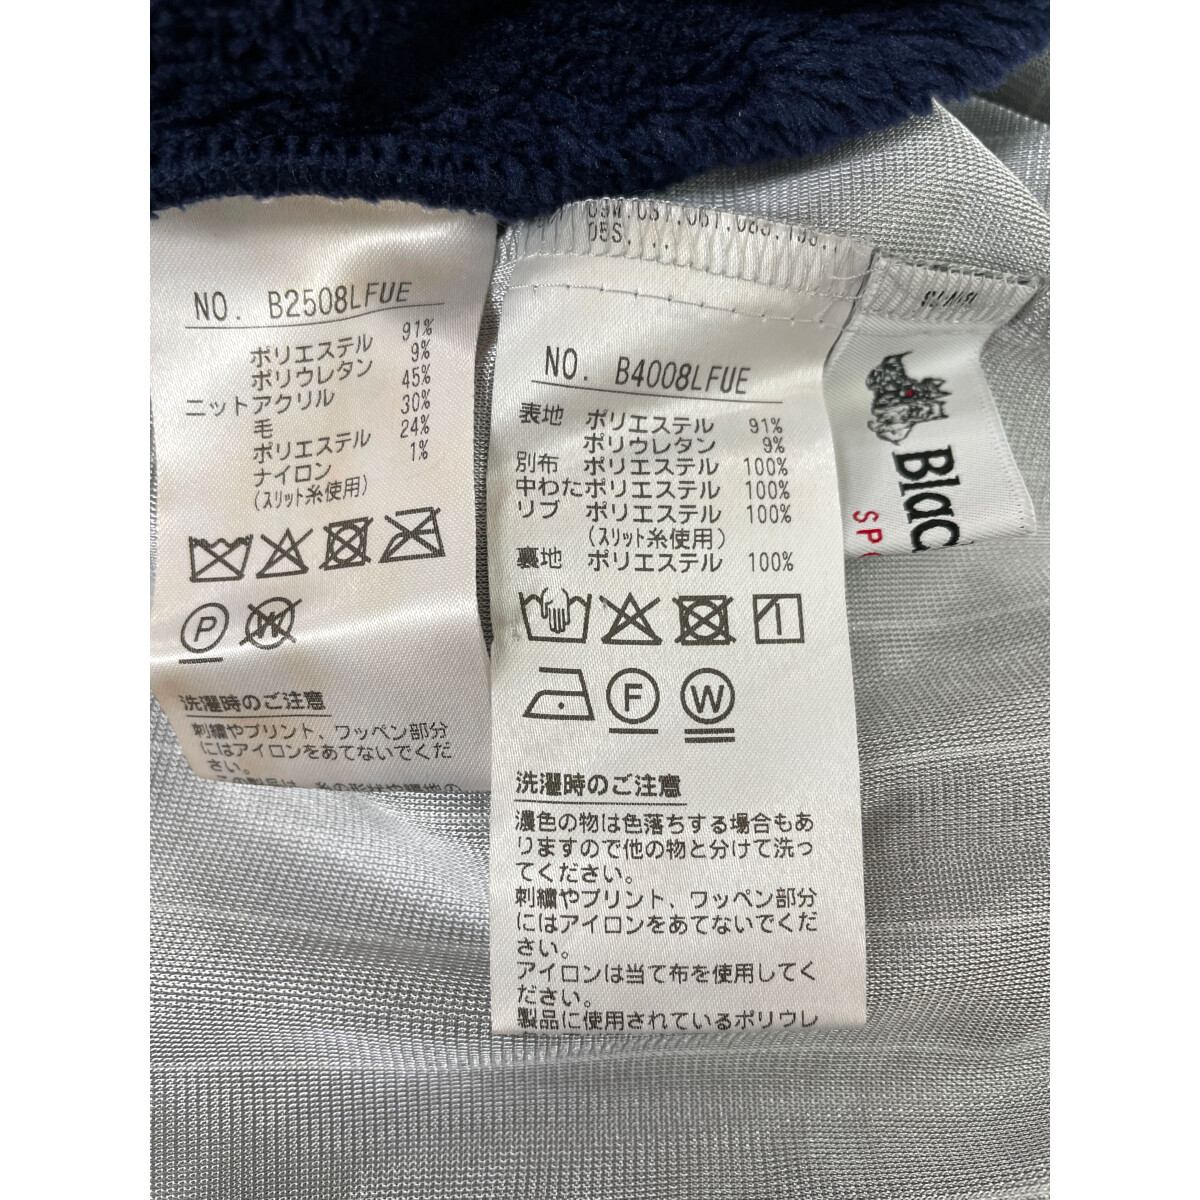 NO. B2508LFUE
ポリエステル 91%
ポリウレタン 9%
ニットアクリル 45%
毛 30%
ポリエステル 24%
ナイロン 1%
(スリット糸使用)
P
W
洗濯時のご注意
刺繍やプリント、ワッペン部分
にはアイロンをあてないでくだ
さい。
05S...
NO. B4008LFUE
表地 ポリエステル 91%
ポリウレタン 9%
別布 ポリエステル 100%
中わた ポリエステル 100%
リブ ポリエステル 100%
(スリット糸使用)
裏地 ポリエステル 100%
F
W
洗濯時のご注意
濃色の物は色落ちする場合もあ
りますので他の物と分けて洗っ
てください。
刺繍やプリント、ワッペン部分
にはアイロンをあてないでくだ
さい。
アイロンは当て布を使用してく
ださい。
製品に使用されているポリウレ
Blac
SP